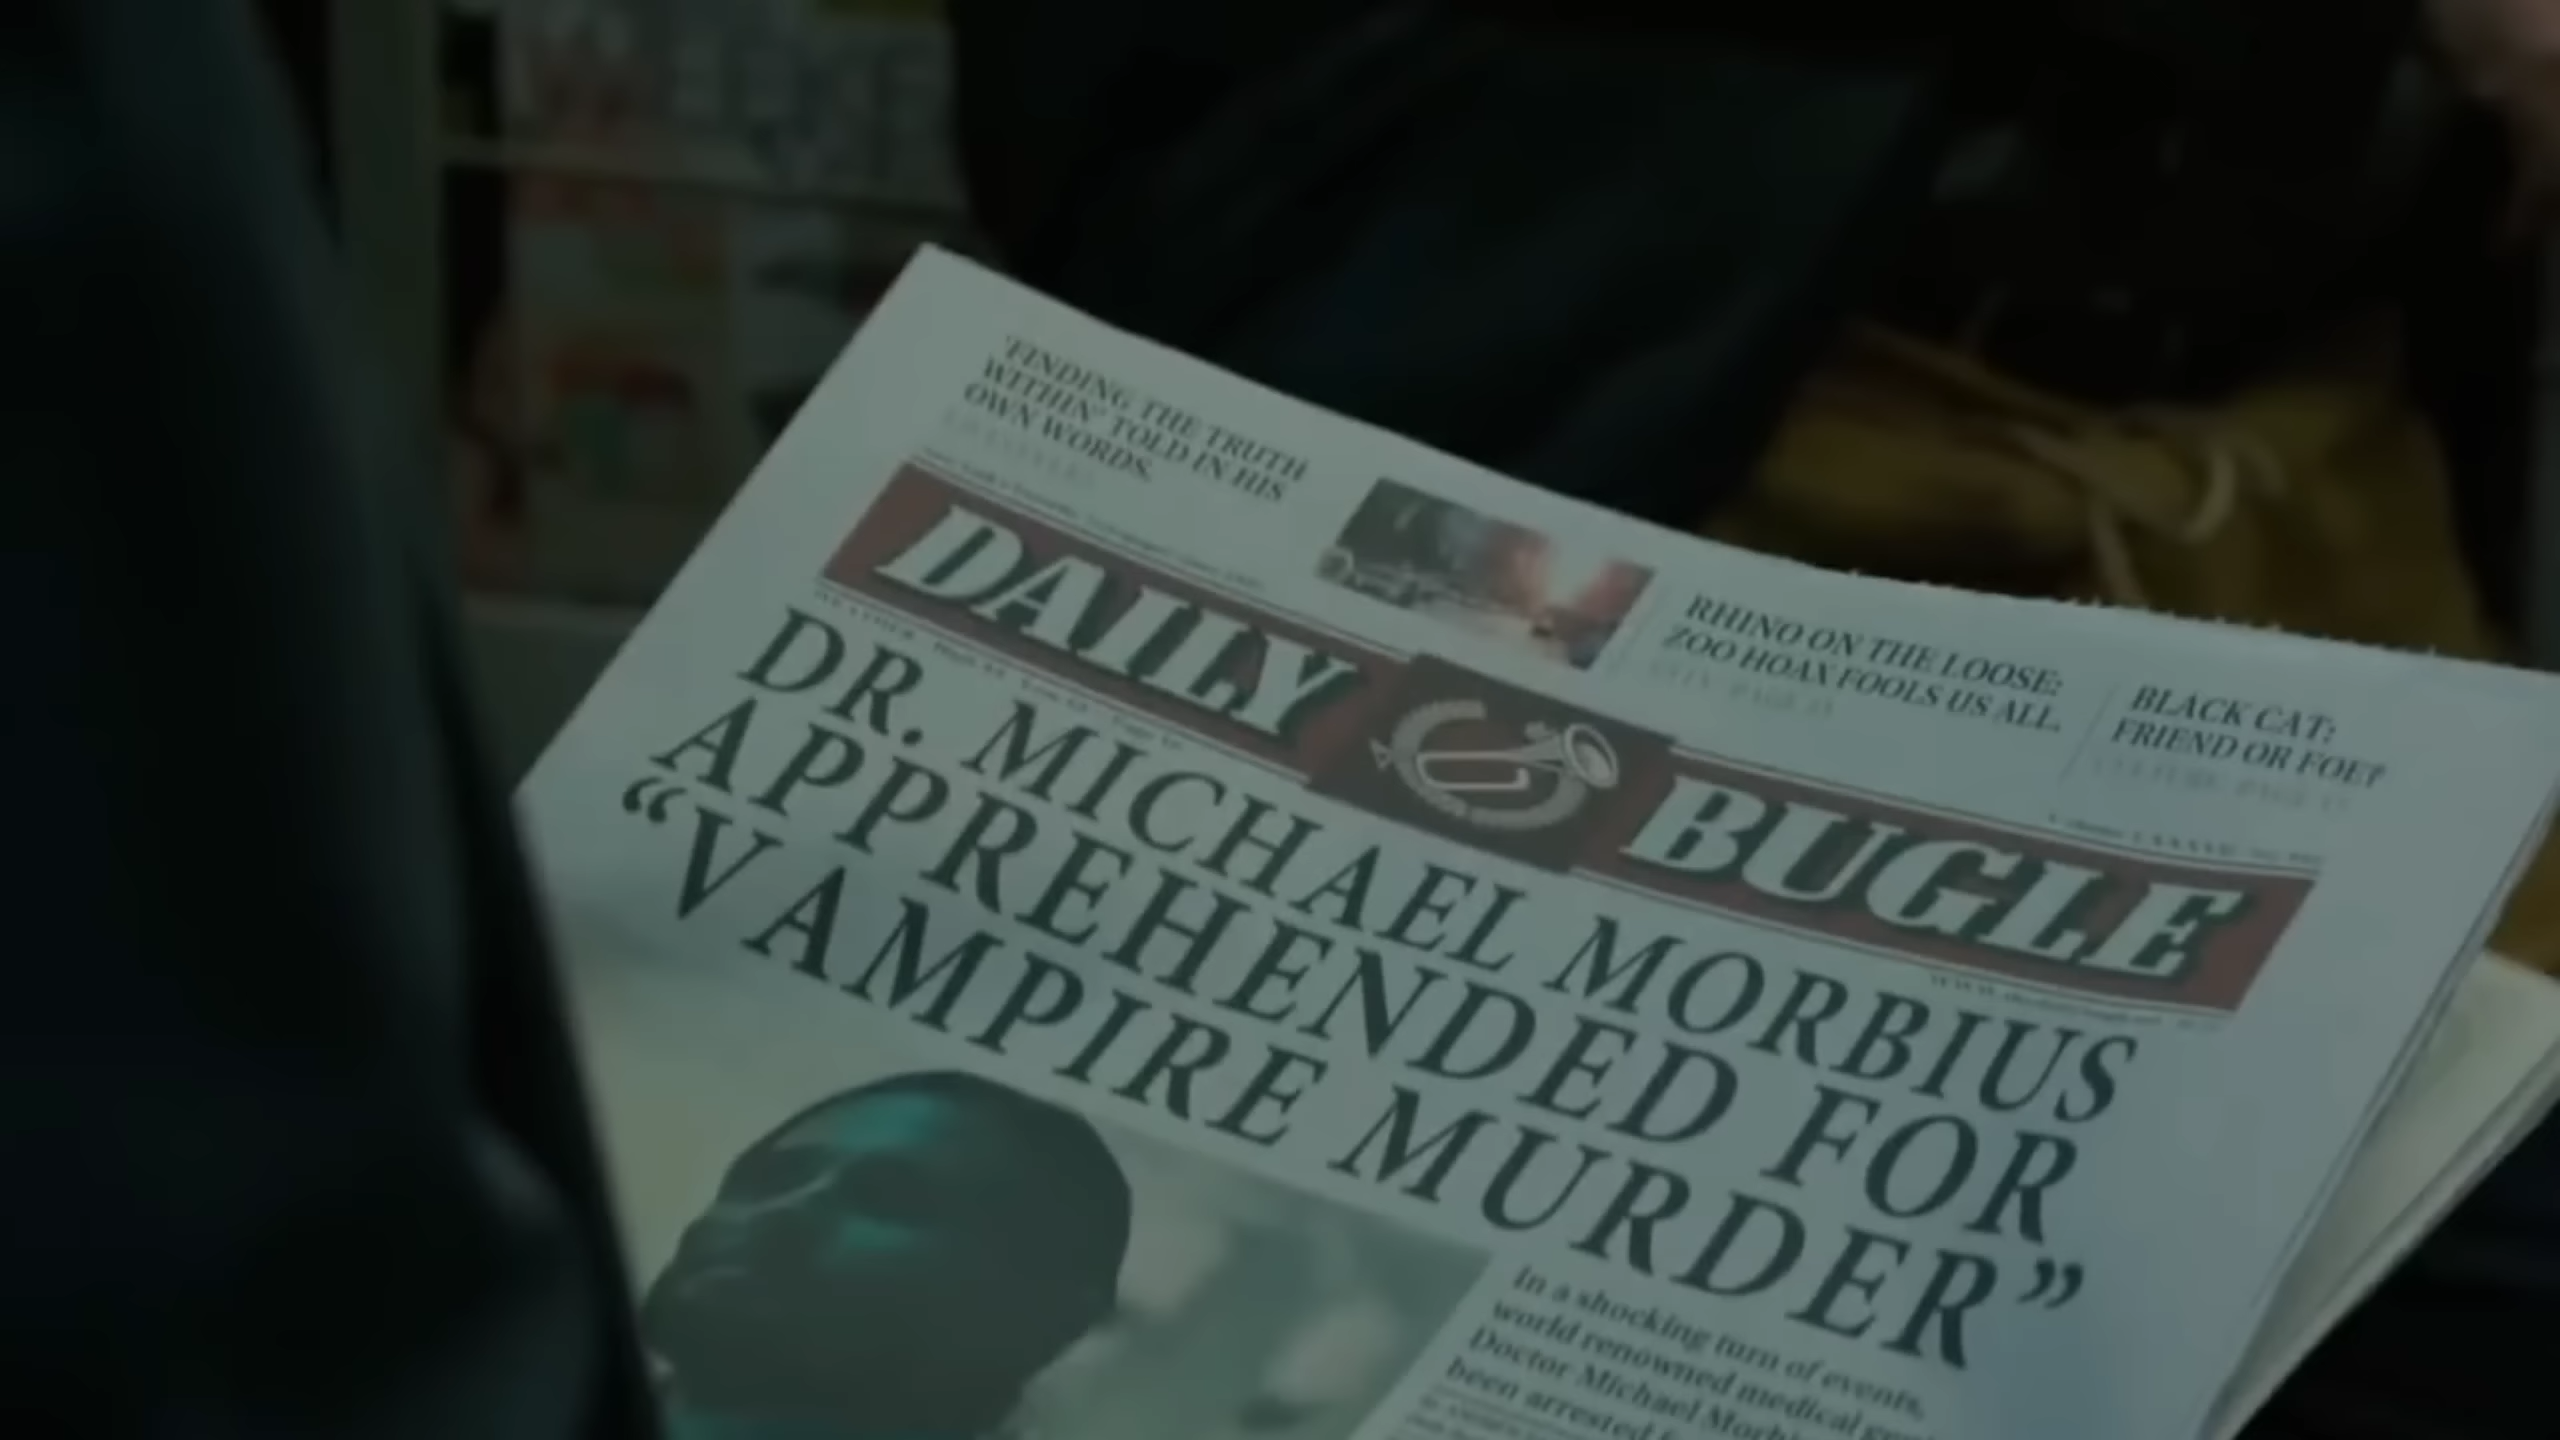 'FINDING THE TRUTH
WITHIN' TOLD IN HIS
OWN WORDS.
RHINO ON THE LOOSE:
ZOO HOAX FOOLS US ALL.
BLACK CAT:
FRIEND OR FOE?
DAILY BUGLE
DR. MICHAEL MORBIUS
APPREHENDED FOR
“VAMPIRE MURDER”
In a shocking turn of events,
world renowned medical
Doctor Michael
been arrested